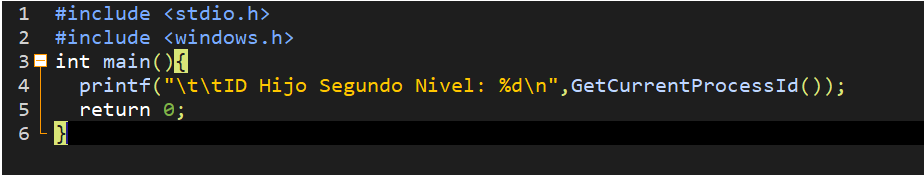 1 #include <stdio.h>
2 #include <windows.h>
3 int main(){
4 printf("\t\tID Hijo Segundo Nivel: %d\n",GetCurrentProcessId());
5 return 0;
6 }